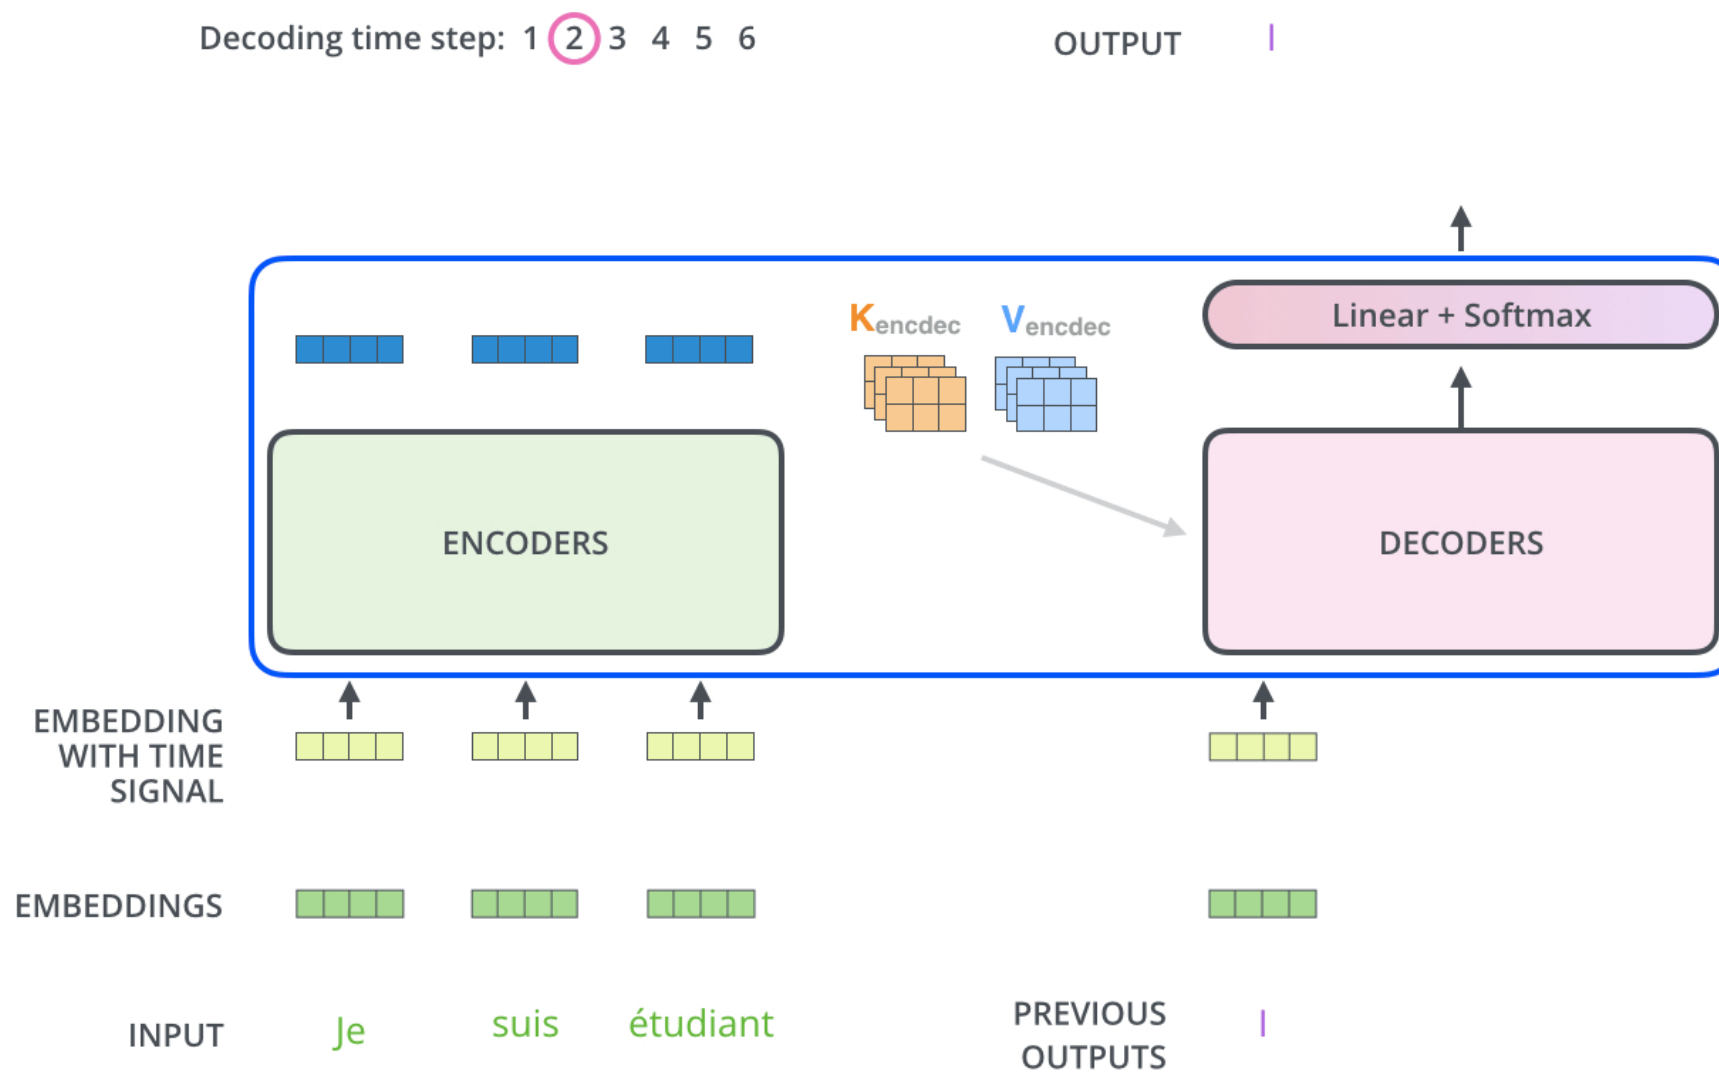 Decoding time step: 1 2 3 4 5 6
OUTPUT I
Kencdec Vencdec
Linear + Softmax
ENCODERS
DECODERS
EMBEDDING
WITH TIME
SIGNAL
EMBEDDINGS
INPUT Je suis étudiant
PREVIOUS
OUTPUTS
I